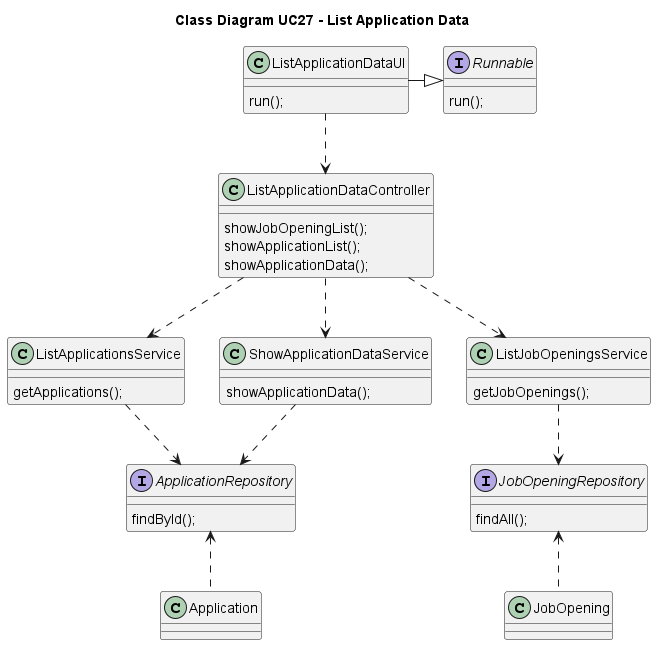 Class Diagram UC27 - List Application Data
C ListApplicationDataUI
run();
I Runnable
run();
C ListApplicationDataController
showJobOpeningList();
showApplicationList();
showApplicationData();
C ListApplicationsService
getApplications();
C ShowApplicationDataService
showApplicationData();
C ListJobOpeningsService
getJobOpenings();
I ApplicationRepository
findById();
I JobOpeningRepository
findAll();
C Application
C JobOpening